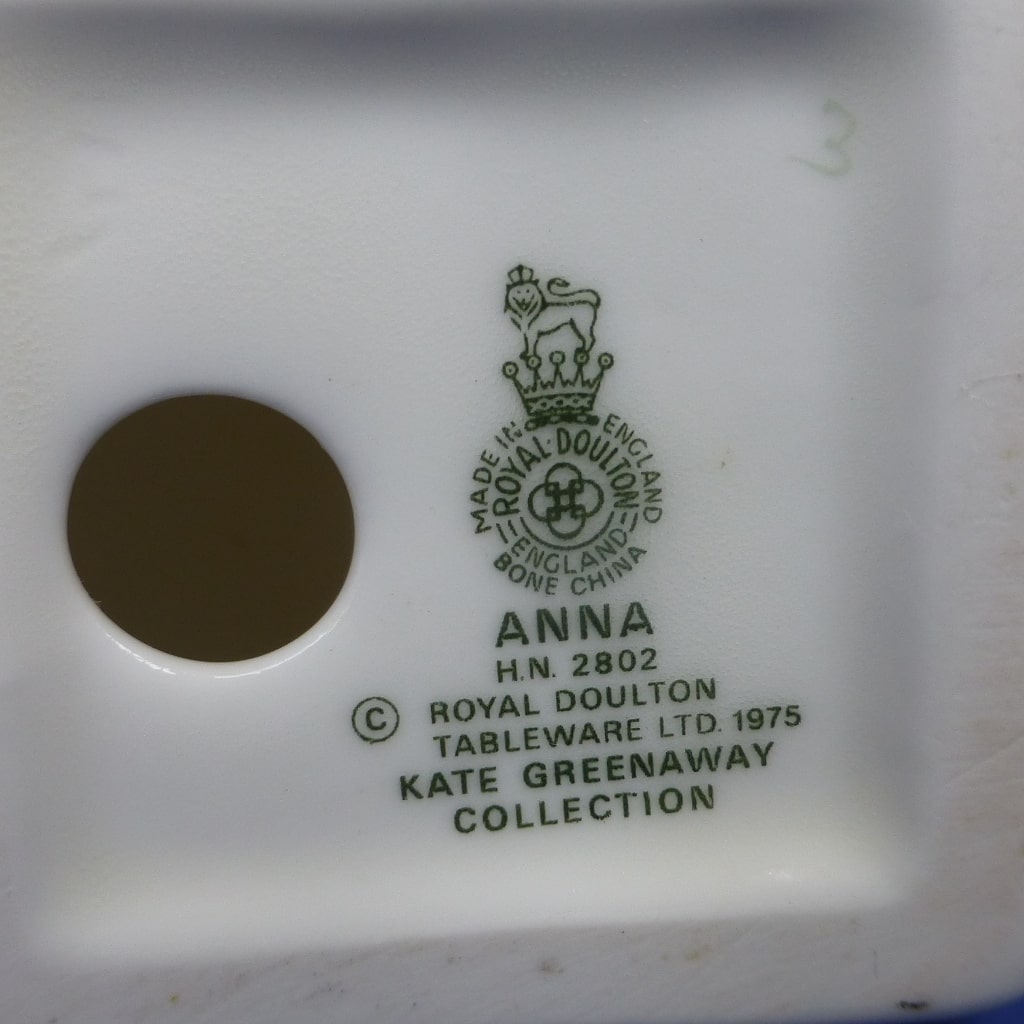 3
MADE IN ENGLAND
ROYAL·DOULTON
ENGLAND
BONE CHINA
ANNA
H.N. 2802
© ROYAL DOULTON
TABLEWARE LTD. 1975
KATE GREENAWAY
COLLECTION